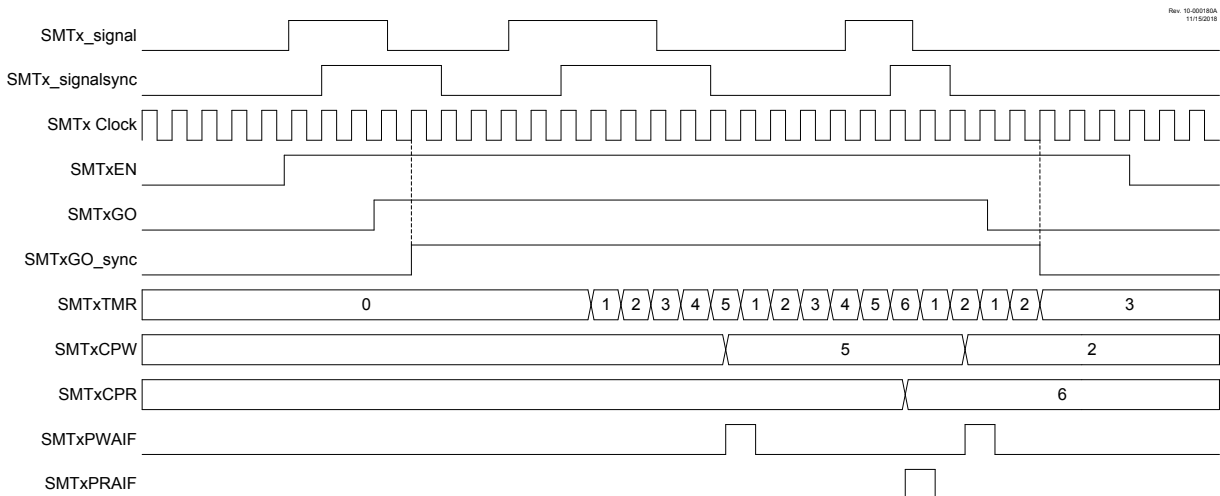 Rev. 10-000180A
11/15/2018
SMTx_signal
SMTx_signalsync
SMTx Clock
SMTxEN
SMTxGO
SMTxGO_sync
SMTxTMR 0 1 2 3 4 5 1 2 3 4 5 6 1 2 1 2 3
SMTxCPW 5 2
SMTxCPR 6
SMTxPWAIF
SMTxPRAIF